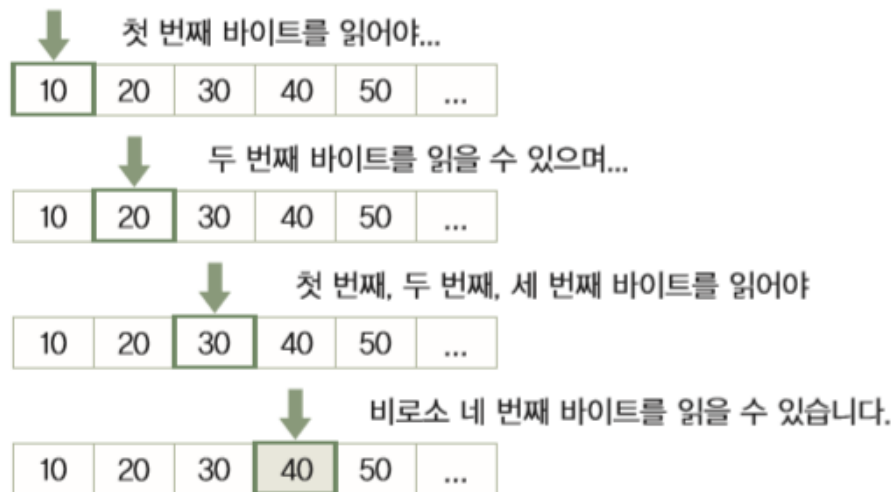 첫 번째 바이트를 읽어야...
10 20 30 40 50 ...
두 번째 바이트를 읽을 수 있으며...
10 20 30 40 50 ...
첫 번째, 두 번째, 세 번째 바이트를 읽어야
10 20 30 40 50 ...
비로소 네 번째 바이트를 읽을 수 있습니다.
10 20 30 40 50 ...